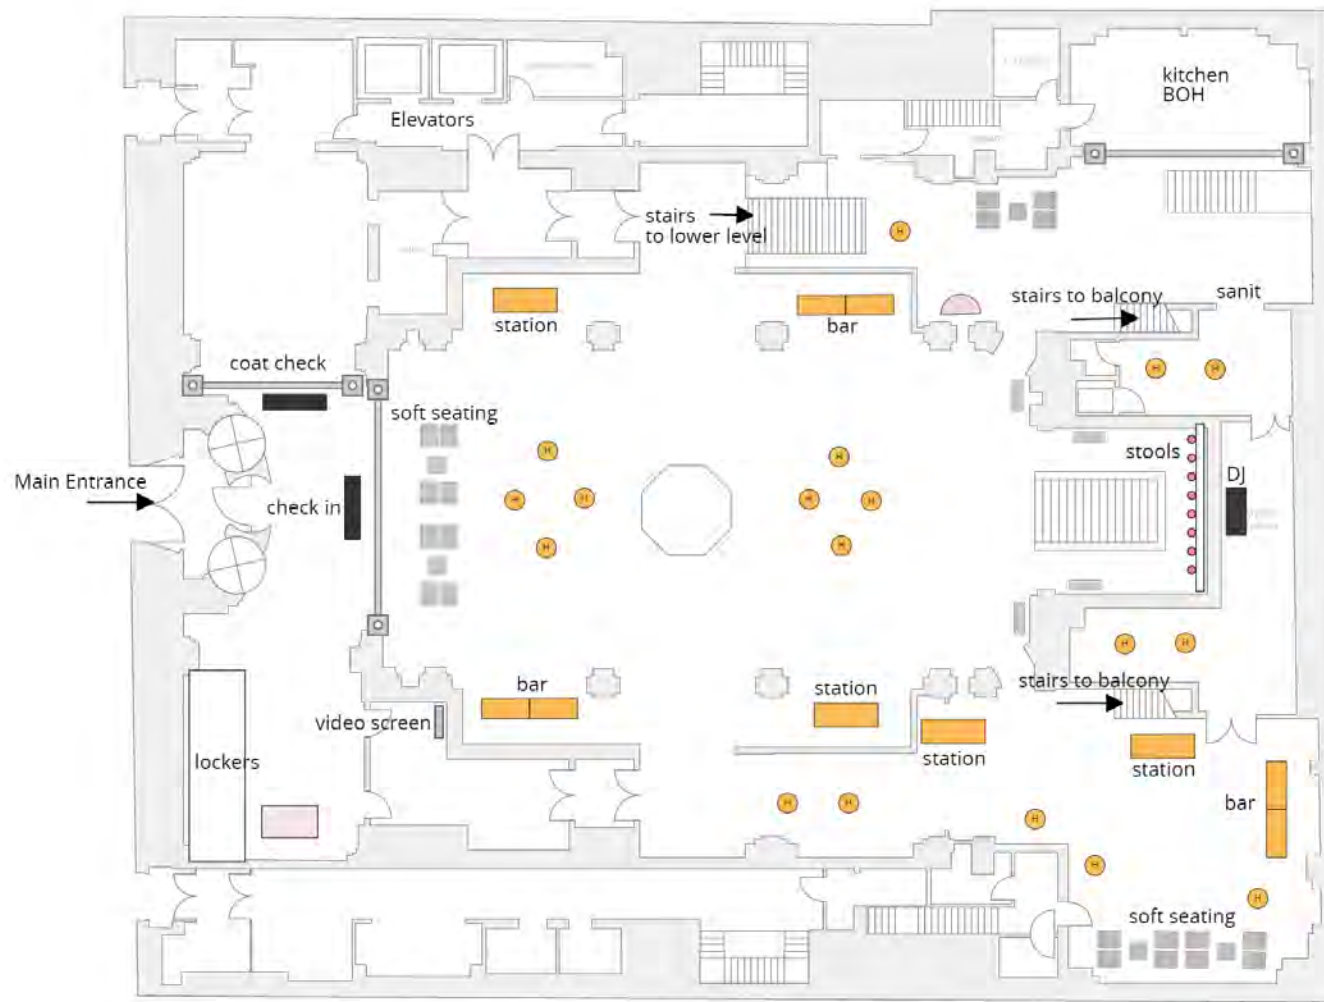 kitchen
BOH
Elevators
stairs
to lower level
H
stairs to balcony
sanit
station
bar
coat check
H
H
soft seating
stools
H
H
Main Entrance
check in
H
H
H
H
DJ
H
H
H
H
stairs to balcony
bar
station
video screen
station
station
lockers
bar
H
H
H
H
H
soft seating